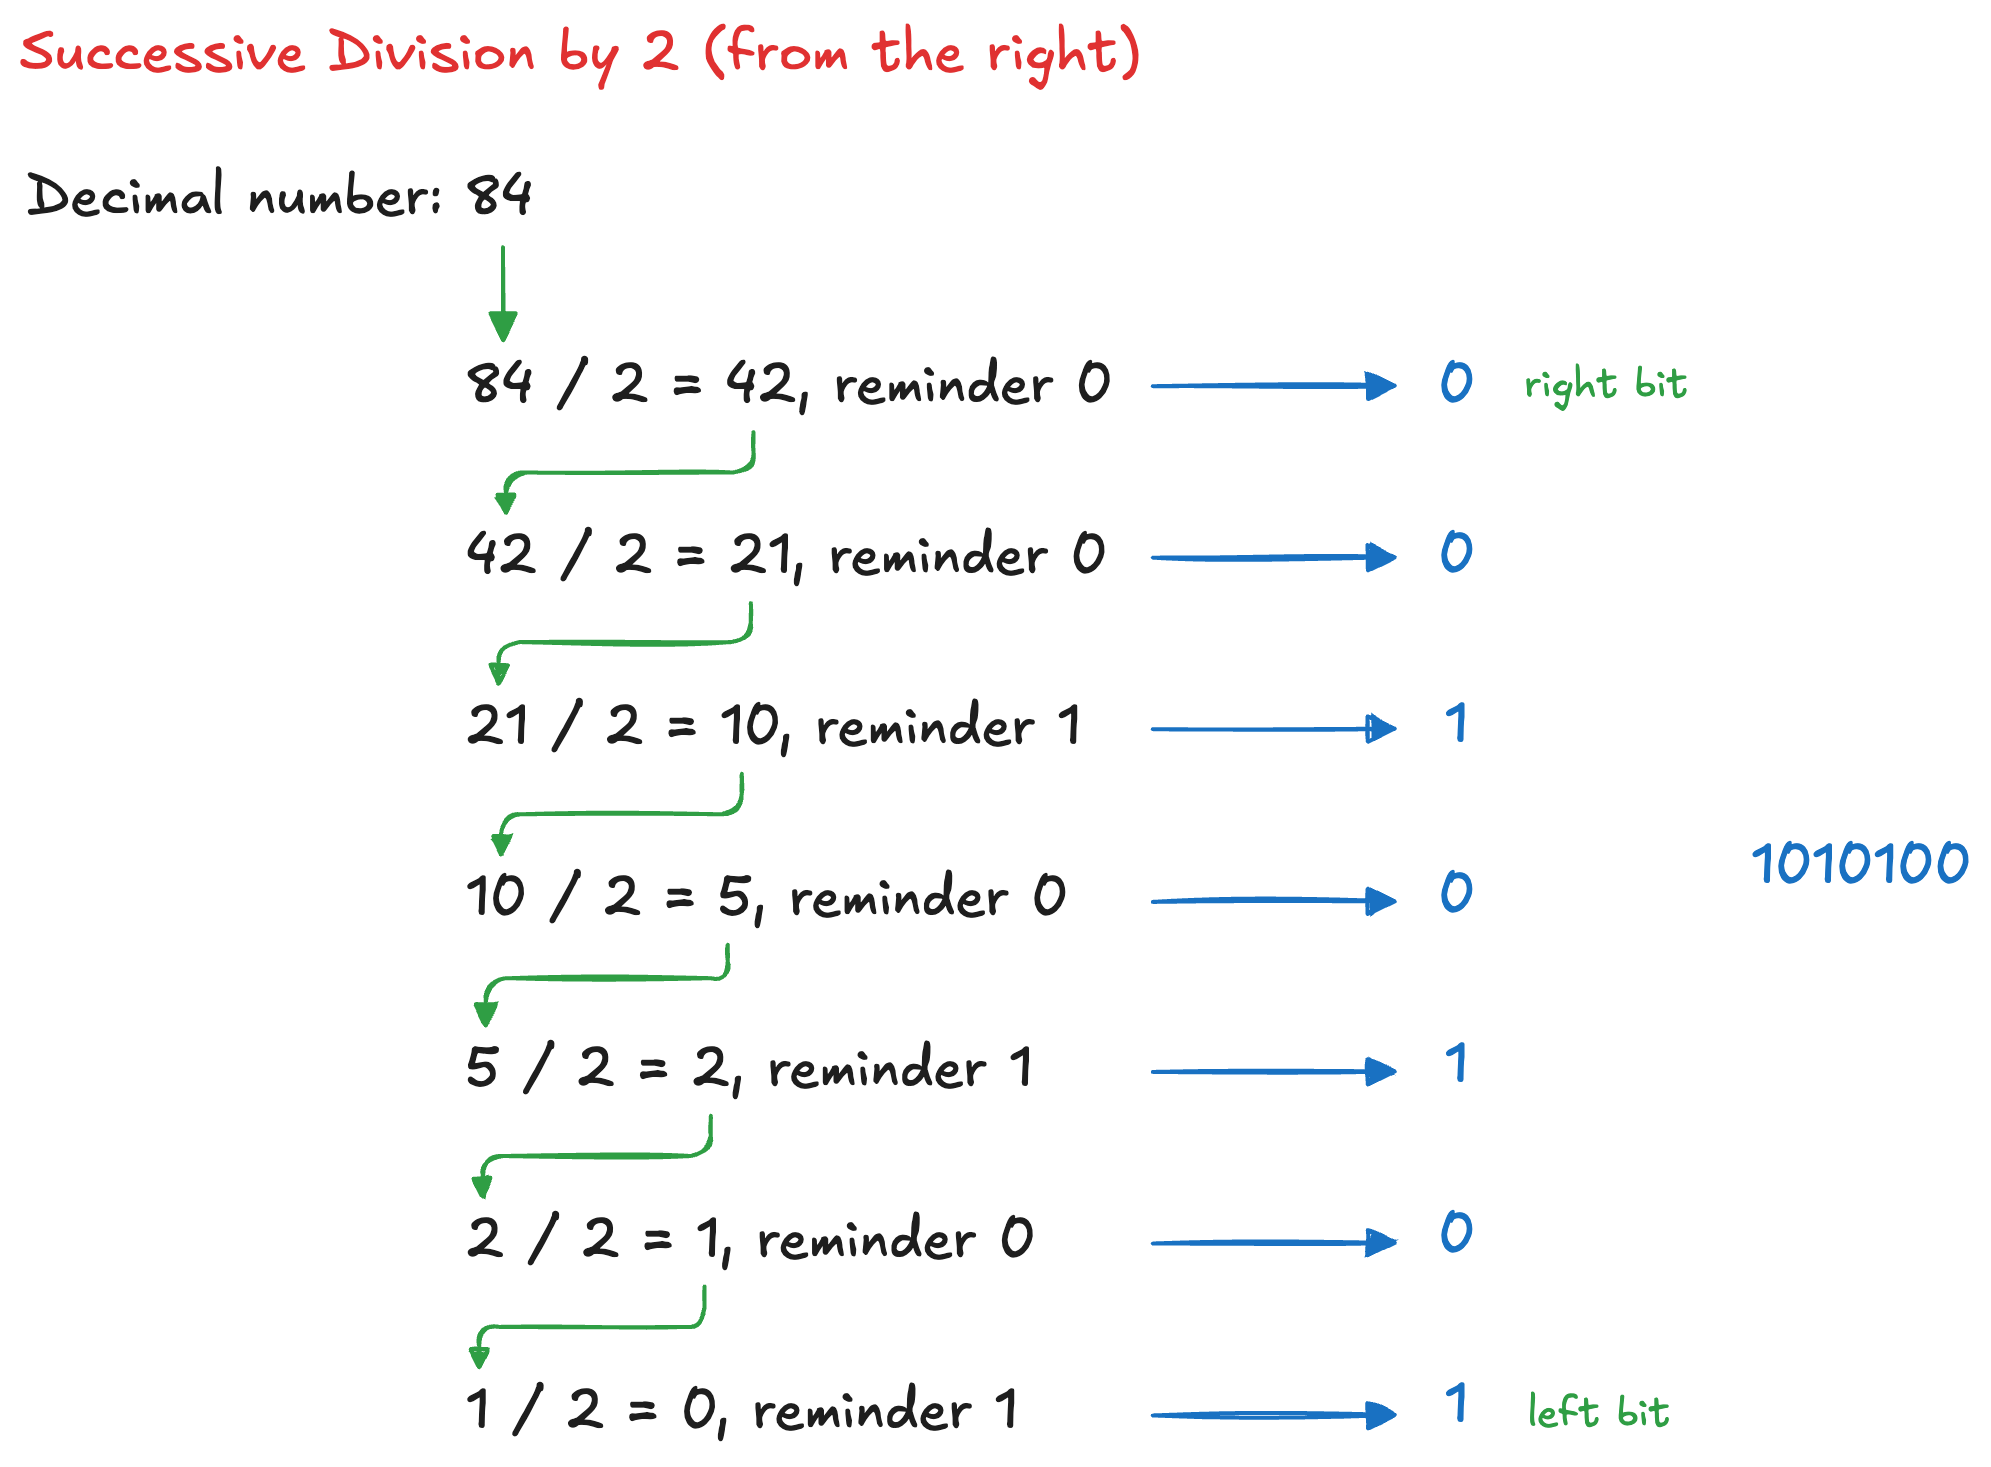 Successive Division by 2 (from the right)
Decimal number: 84
84 / 2 = 42, reminder 0 0 right bit
42 / 2 = 21, reminder 0 0
21 / 2 = 10, reminder 1 1
1010100
10 / 2 = 5, reminder 0 0
5 / 2 = 2, reminder 1 1
2 / 2 = 1, reminder 0 0
1 / 2 = 0, reminder 1 1 left bit